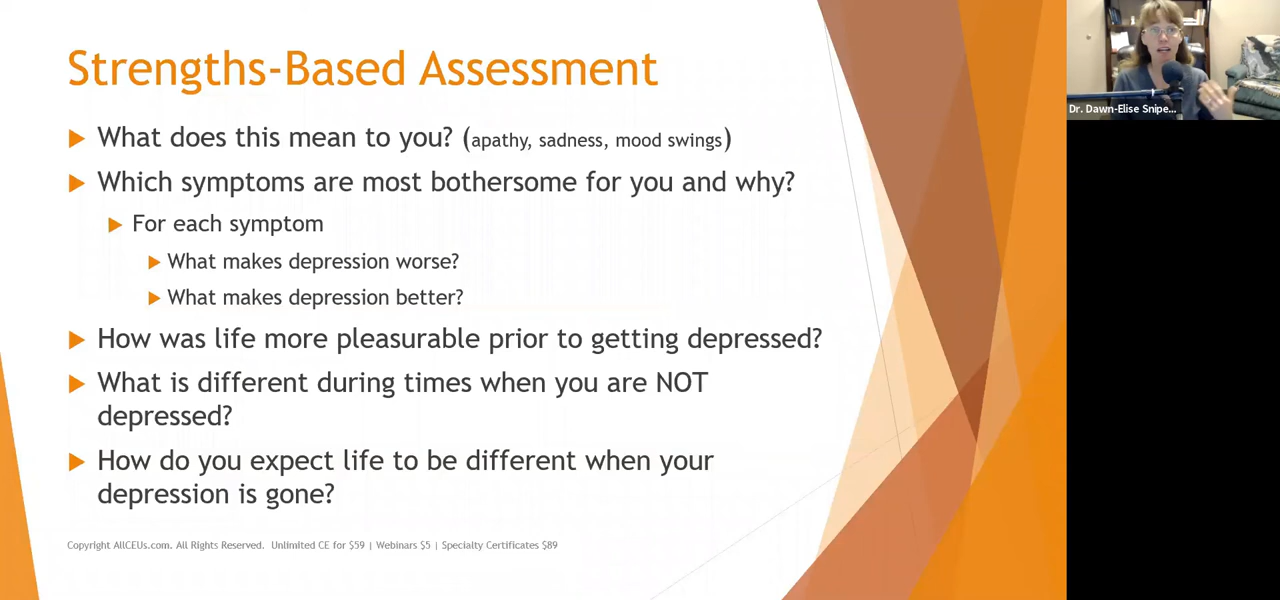 Strengths-Based Assessment
What does this mean to you? (apathy, sadness, mood swings)
Which symptoms are most bothersome for you and why?
For each symptom
What makes depression worse?
What makes depression better?
How was life more pleasurable prior to getting depressed?
What is different during times when you are NOT
depressed?
How do you expect life to be different when your
depression is gone?
Copyright AllCEUs.com. All Rights Reserved. Unlimited CE for $59 | Webinars $5 | Specialty Certificates $89
Dr. Dawn-Elise Snipe...